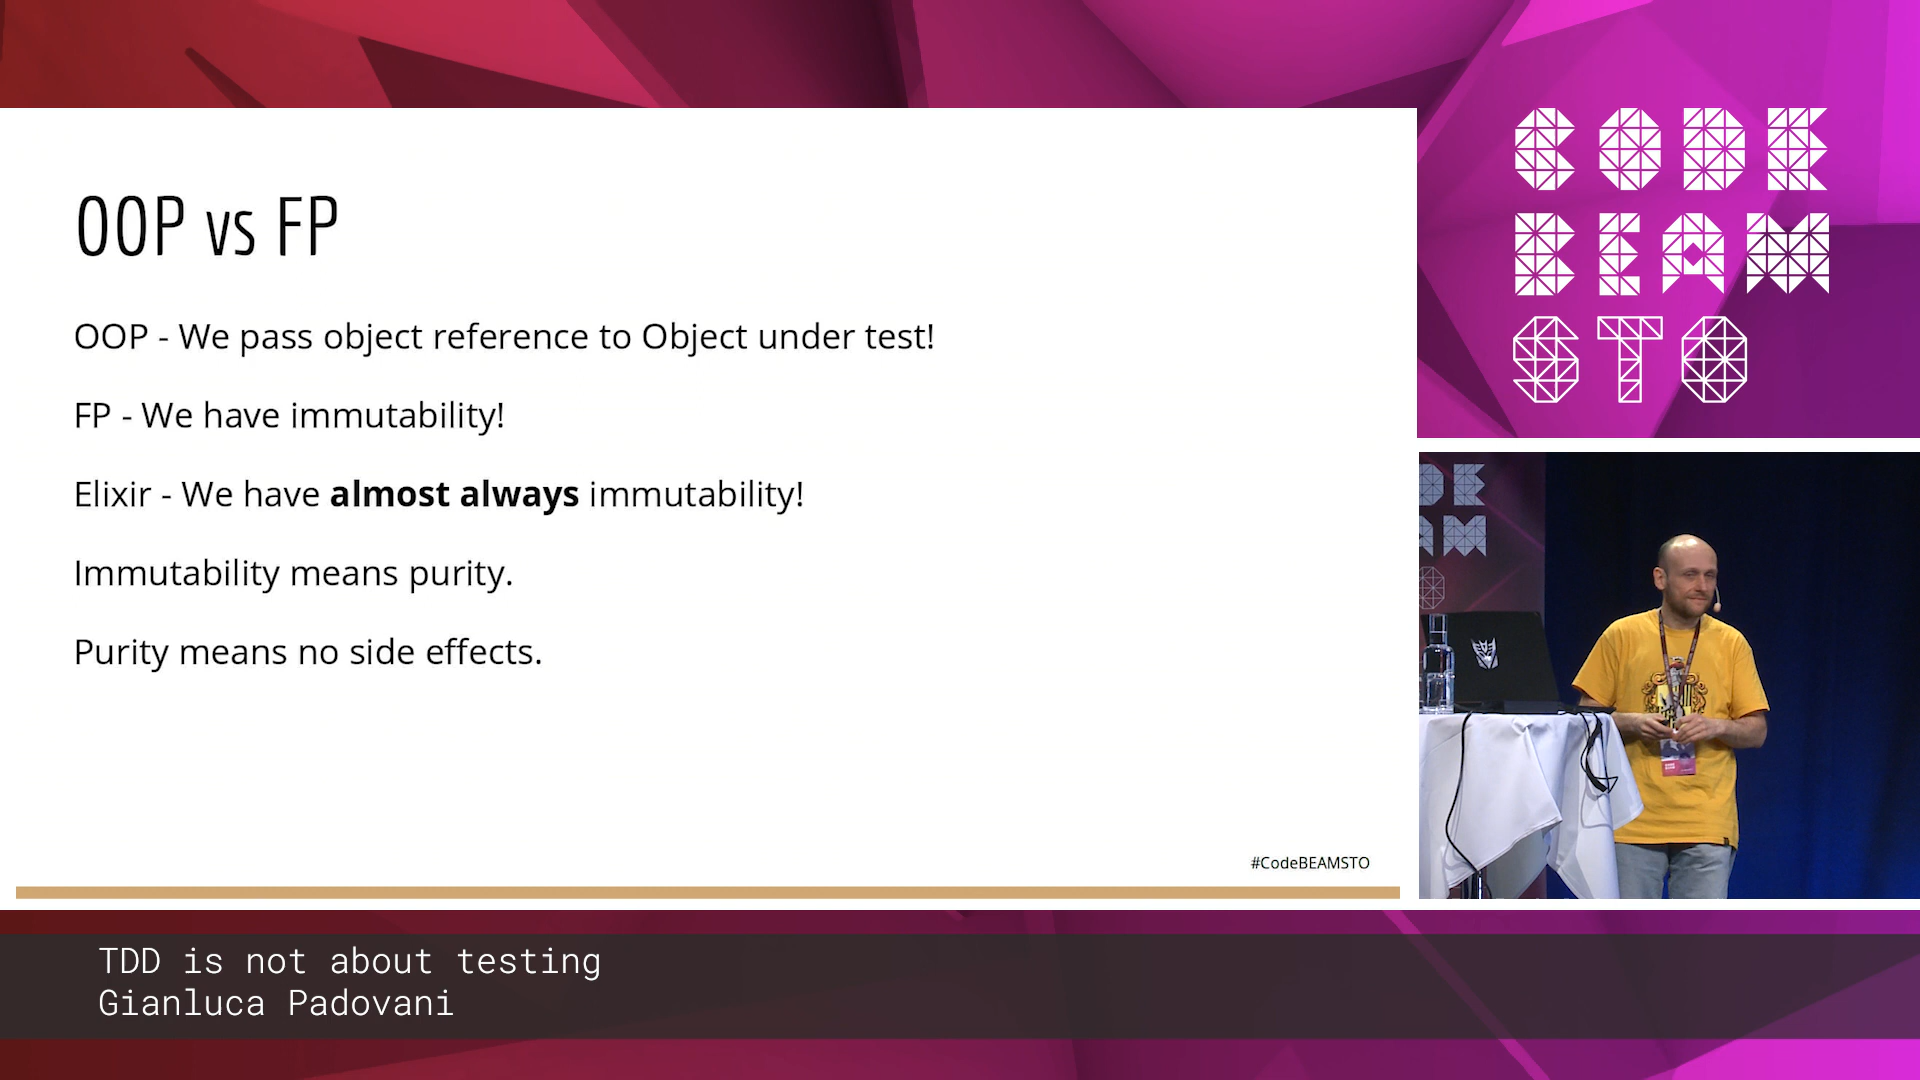 OOP vs FP
OOP - We pass object reference to Object under test!
FP - We have immutability!
Elixir - We have almost always immutability!
Immutability means purity.
Purity means no side effects.
#CodeBEAMSTO
CODE
BEAM
STO
DE
AM
TDD is not about testing
Gianluca Padovani